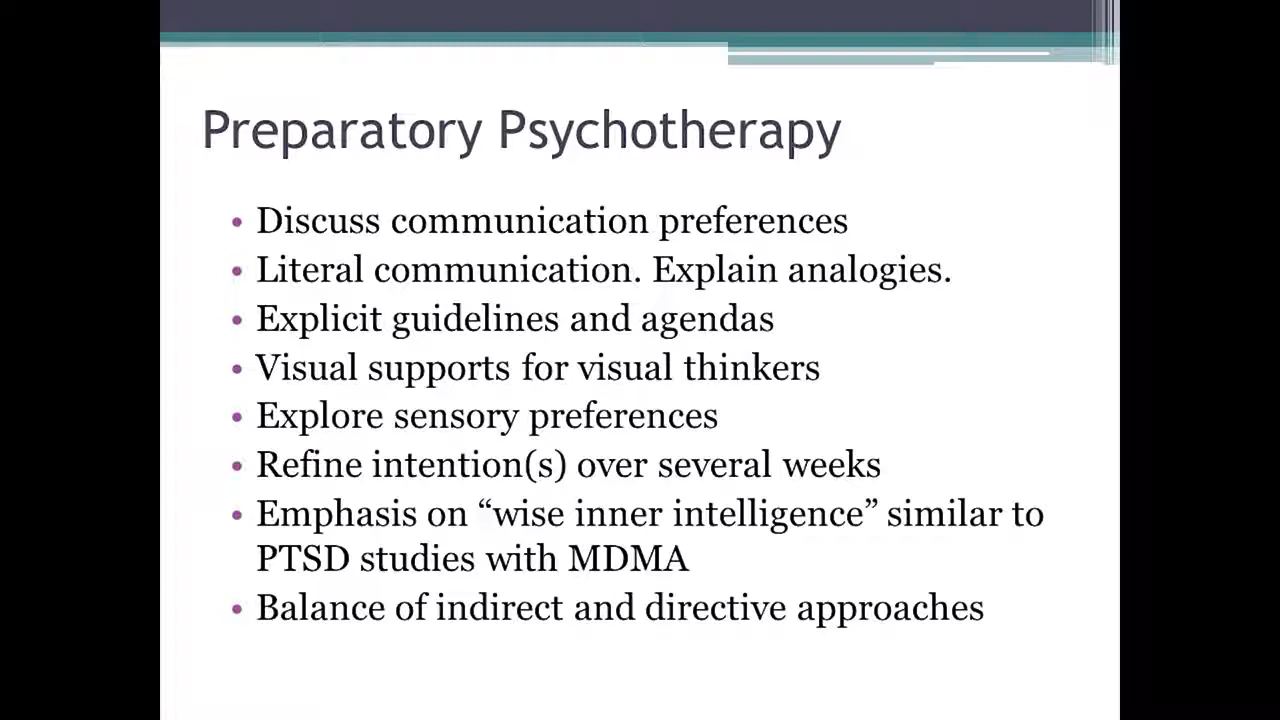 Preparatory Psychotherapy
• Discuss communication preferences
• Literal communication. Explain analogies.
• Explicit guidelines and agendas
• Visual supports for visual thinkers
• Explore sensory preferences
• Refine intention(s) over several weeks
• Emphasis on “wise inner intelligence” similar to
PTSD studies with MDMA
• Balance of indirect and directive approaches